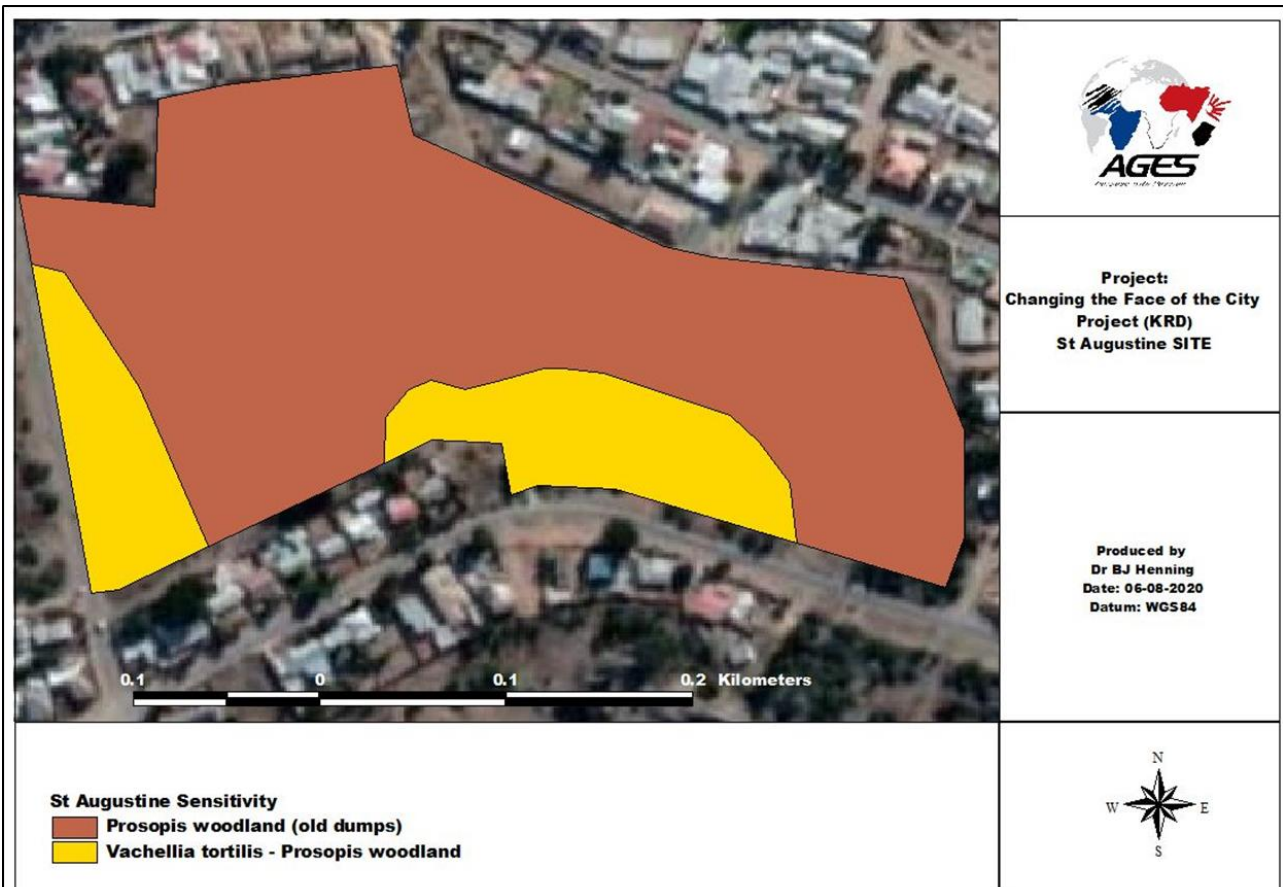 AGES
Project:
Changing the Face of the City
Project (KRD)
St Augustine SITE
Produced by
Dr BJ Henning
Date: 06-08-2020
Datum: WGS84
0.1 0 0.1 0.2 Kilometers
St Augustine Sensitivity
Prosopis woodland (old dumps)
Vachellia tortilis - Prosopis woodland
N
W E
S